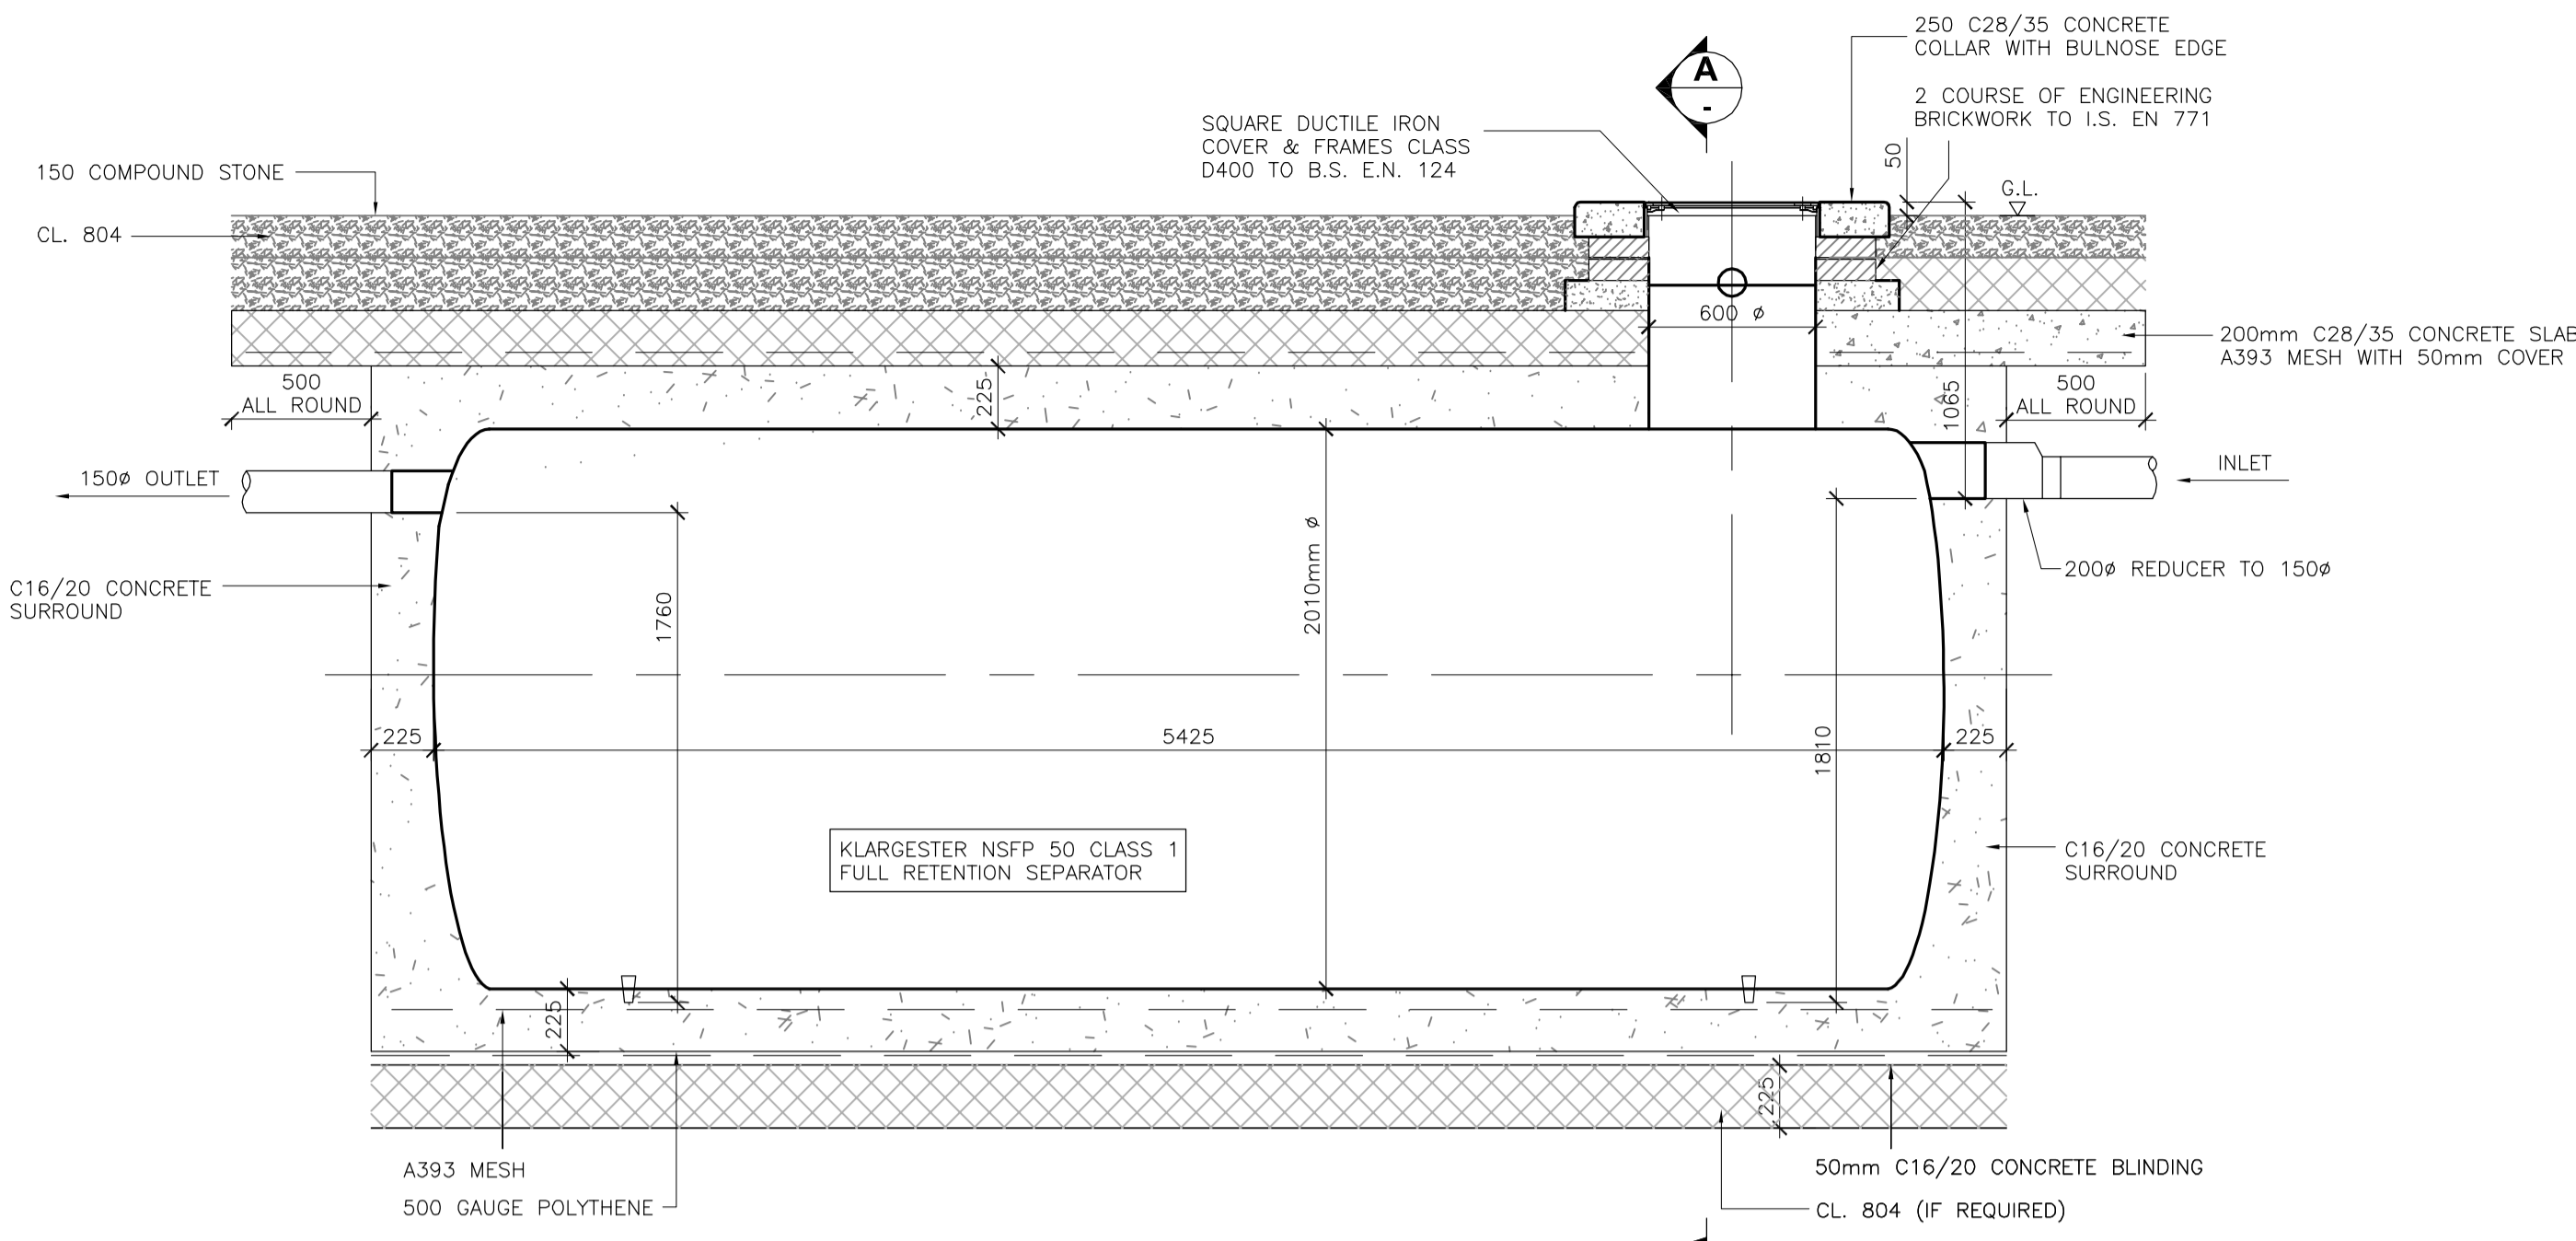 250 C28/35 CONCRETE
COLLAR WITH BULNOSE EDGE
A
-
2 COURSE OF ENGINEERING
BRICKWORK TO I.S. EN 771
SQUARE DUCTILE IRON
COVER & FRAMES CLASS
D400 TO B.S. E.N. 124
50
150 COMPOUND STONE
G.L.
CL. 804
600 ø
200mm C28/35 CONCRETE SLAB
A393 MESH WITH 50mm COVER
500
ALL ROUND
225
1065
500
ALL ROUND
150ø OUTLET
INLET
2010mm ø
200ø REDUCER TO 150ø
C16/20 CONCRETE
SURROUND
1760
225
5425
1810
225
KLARGESTER NSFP 50 CLASS 1
FULL RETENTION SEPARATOR
C16/20 CONCRETE
SURROUND
225
225
A393 MESH
50mm C16/20 CONCRETE BLINDING
500 GAUGE POLYTHENE
CL. 804 (IF REQUIRED)